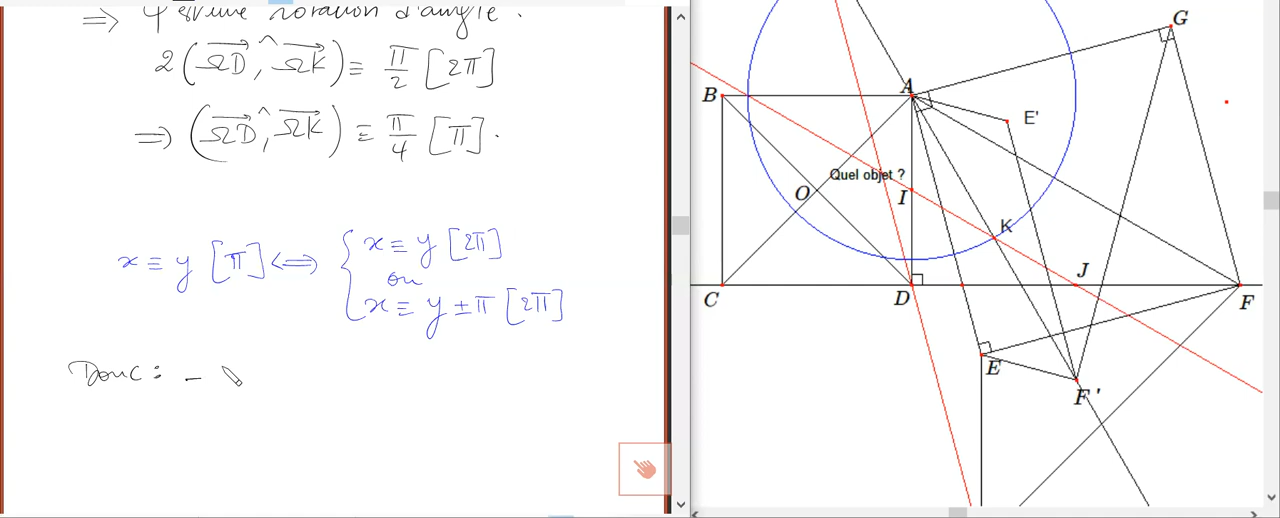 ⟹ φ est une rotation d'angle.
2(ΩD→ ^, ΩK→) ≡ π/2 [2π]
⟹ (ΩD→ ^, ΩK→) ≡ π/4 [π].
x ≡ y [π] ⟺ { x ≡ y [2π]
ou
x ≡ y ± π [2π]
Donc : -
G
B
A
E'
Quel objet ?
O
I
K
J
C
D
F
E
F'